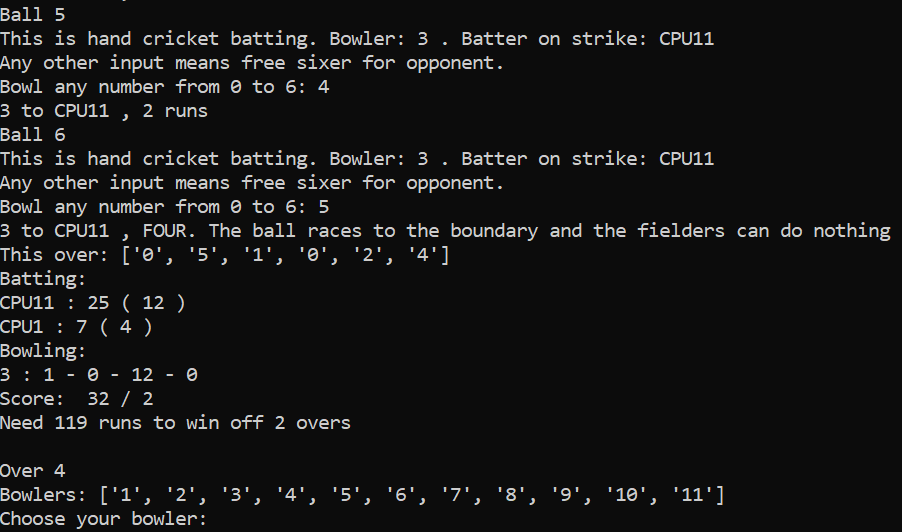 Ball 5
This is hand cricket batting. Bowler: 3 . Batter on strike: CPU11
Any other input means free sixer for opponent.
Bowl any number from 0 to 6: 4
3 to CPU11 , 2 runs
Ball 6
This is hand cricket batting. Bowler: 3 . Batter on strike: CPU11
Any other input means free sixer for opponent.
Bowl any number from 0 to 6: 5
3 to CPU11 , FOUR. The ball races to the boundary and the fielders can do nothing
This over: ['0', '5', '1', '0', '2', '4']
Batting:
CPU11 : 25 ( 12 )
CPU1 : 7 ( 4 )
Bowling:
3 : 1 - 0 - 12 - 0
Score:  32 / 2
Need 119 runs to win off 2 overs
Over 4
Bowlers: ['1', '2', '3', '4', '5', '6', '7', '8', '9', '10', '11']
Choose your bowler: